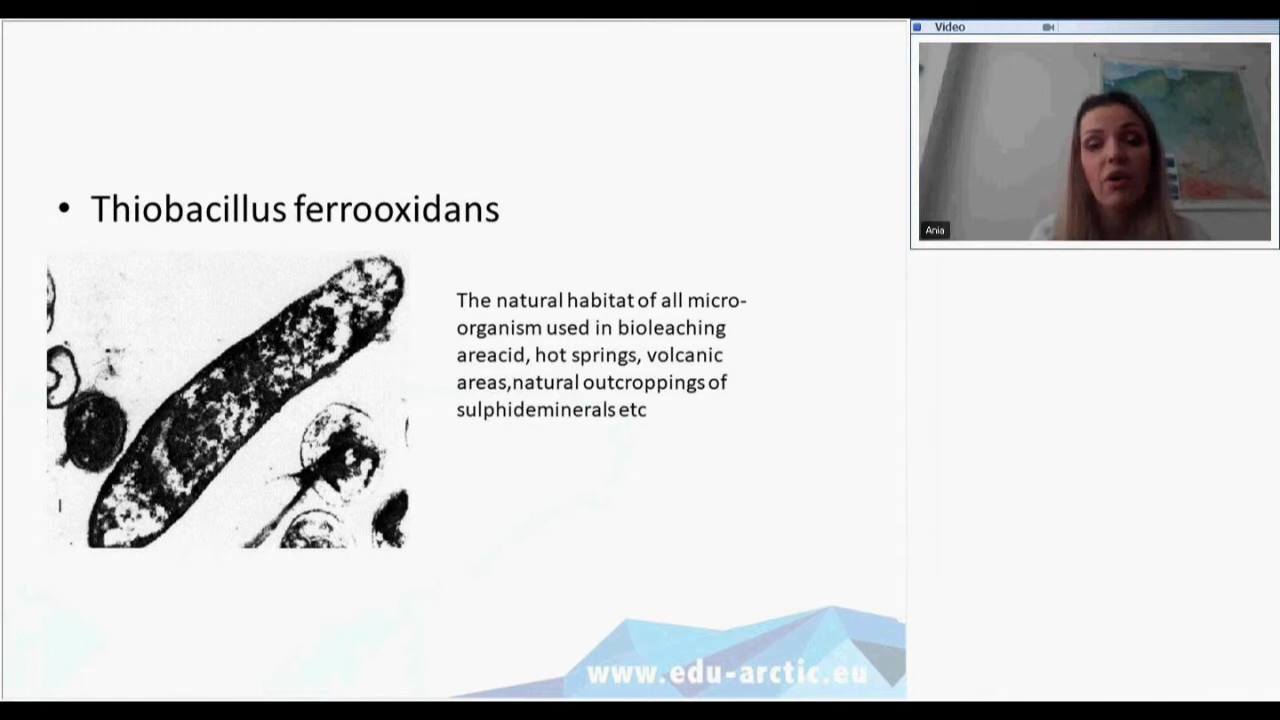 Video
Ania
• Thiobacillus ferrooxidans
The natural habitat of all micro-
organism used in bioleaching
areacid, hot springs, volcanic
areas,natural outcroppings of
sulphideminerals etc
www.edu-arctic.eu